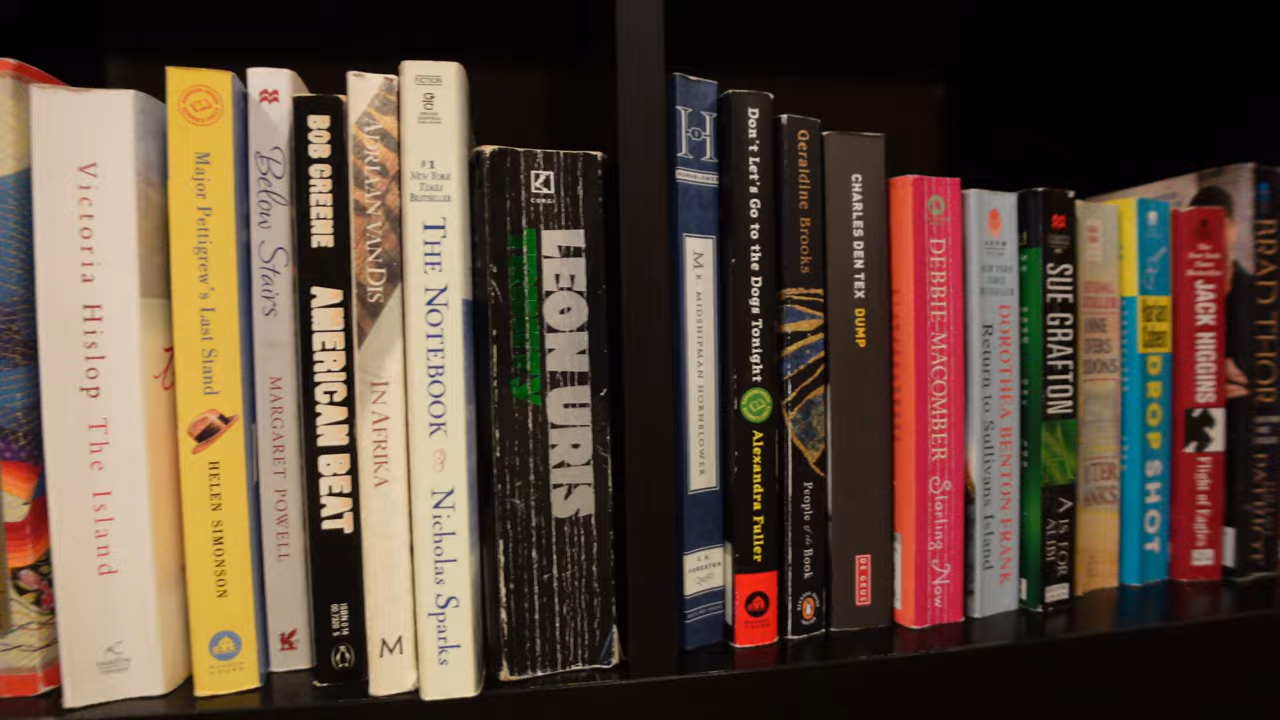 Victoria Hislop The Island
Major Pettigrew's Last Stand
HELEN SIMONSON
Below Stairs
MARGARET POWELL
BOB GREENE
AMERICAN BEAT
ADRIAAN VAN DIS
IN AFRIKA
FICTION
#1
NEW YORK
TIMES
BESTSELLER
THE NOTEBOOK
Nicholas Sparks
CORGI
LEON URIS
TRINITY
H
HORNBLOWER
MR. MIDSHIPMAN HORNBLOWER
C. S.
FORESTER
Don't Let's Go to the Dogs Tonight
Alexandra Fuller
Geraldine Brooks
People of the Book
CHARLES DEN TEX DUMP
DE GEUS
DEBBIE MACOMBER
Starting Now
DOROTHEA BENTON FRANK
Return to Sullivans Island
SUE GRAFTON
A IS FOR
ALIBI
Harlan
Coben
DROP SHOT
JACK HIGGINS
Flight of Eagles
BRAD THOR